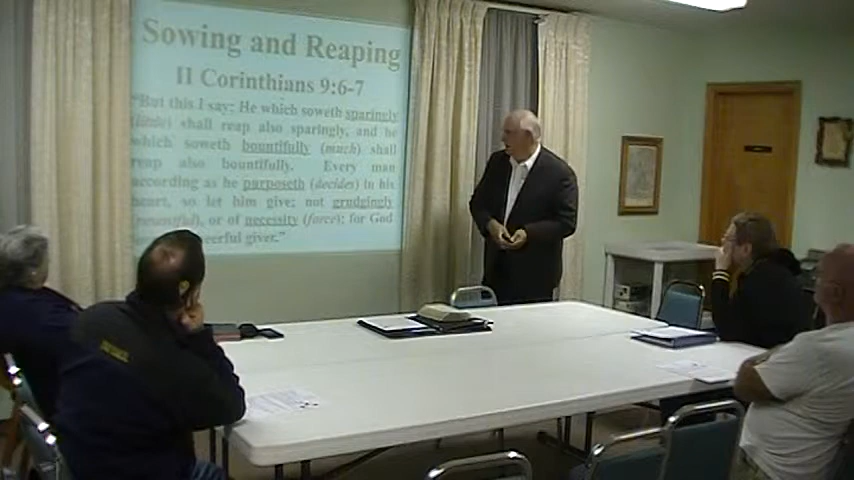 Sowing and Reaping
II Corinthians 9:6-7
"But this I say: He which soweth sparingly
(little) shall reap also sparingly, and he
which soweth bountifully (much) shall
reap also bountifully. Every man
according as he purposeth (decides) in his
heart, so let him give; not grudgingly
or of necessity (force); for God
cheerful giver."